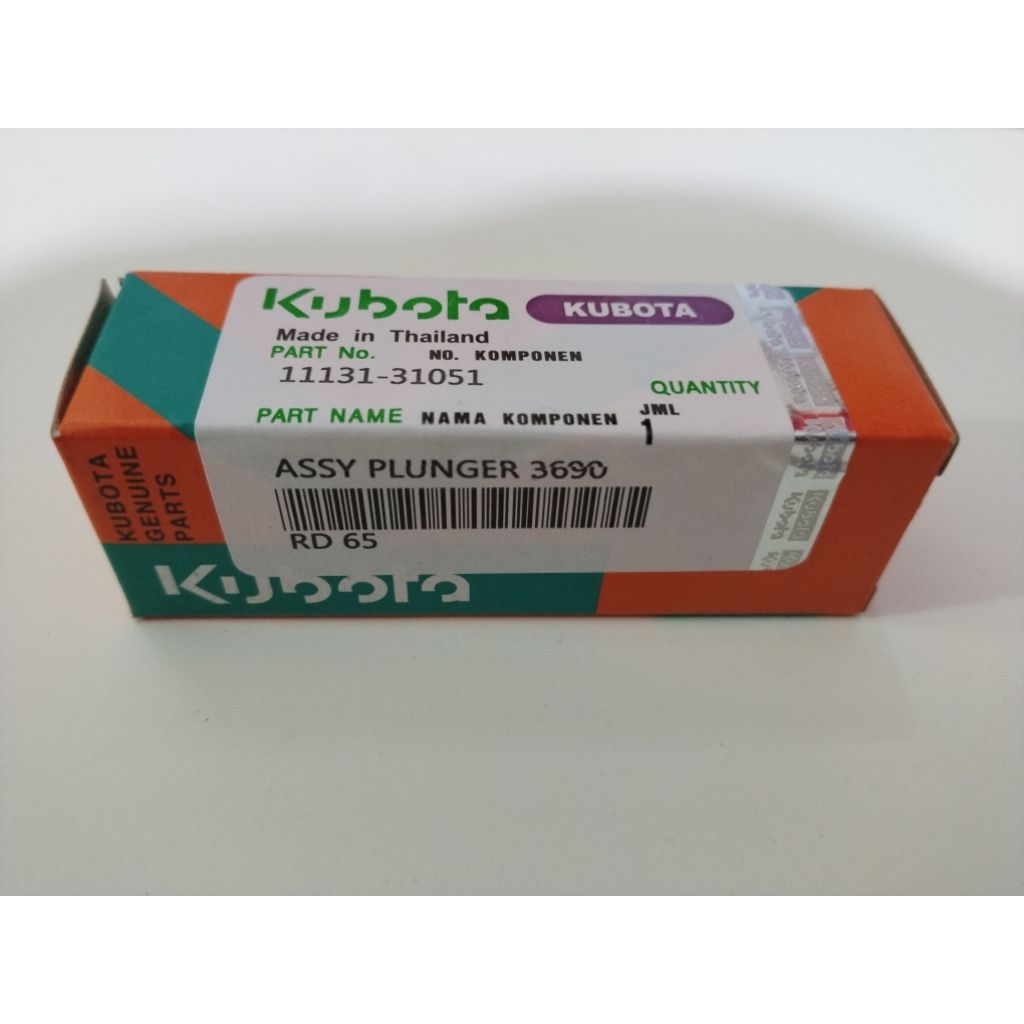 Kubota KUBOTA
Made in Thailand
PART No. NO. KOMPONEN
11131-31051
QUANTITY
PART NAME NAMA KOMPONEN JML
1
ASSY PLUNGER 3690
RD 65
KUBOTA
GENUINE
PARTS
Kubota